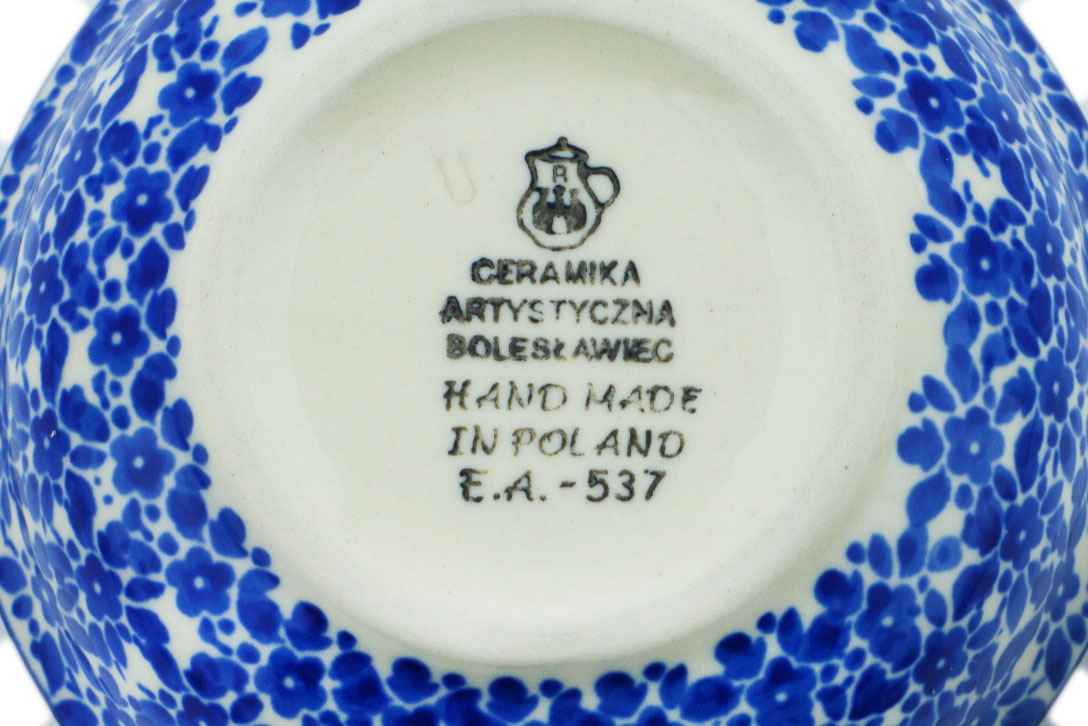 R
CERAMIKA
ARTYSTYCZNA
BOLESŁAWIEC
HAND MADE
IN POLAND
E.A.-537
U